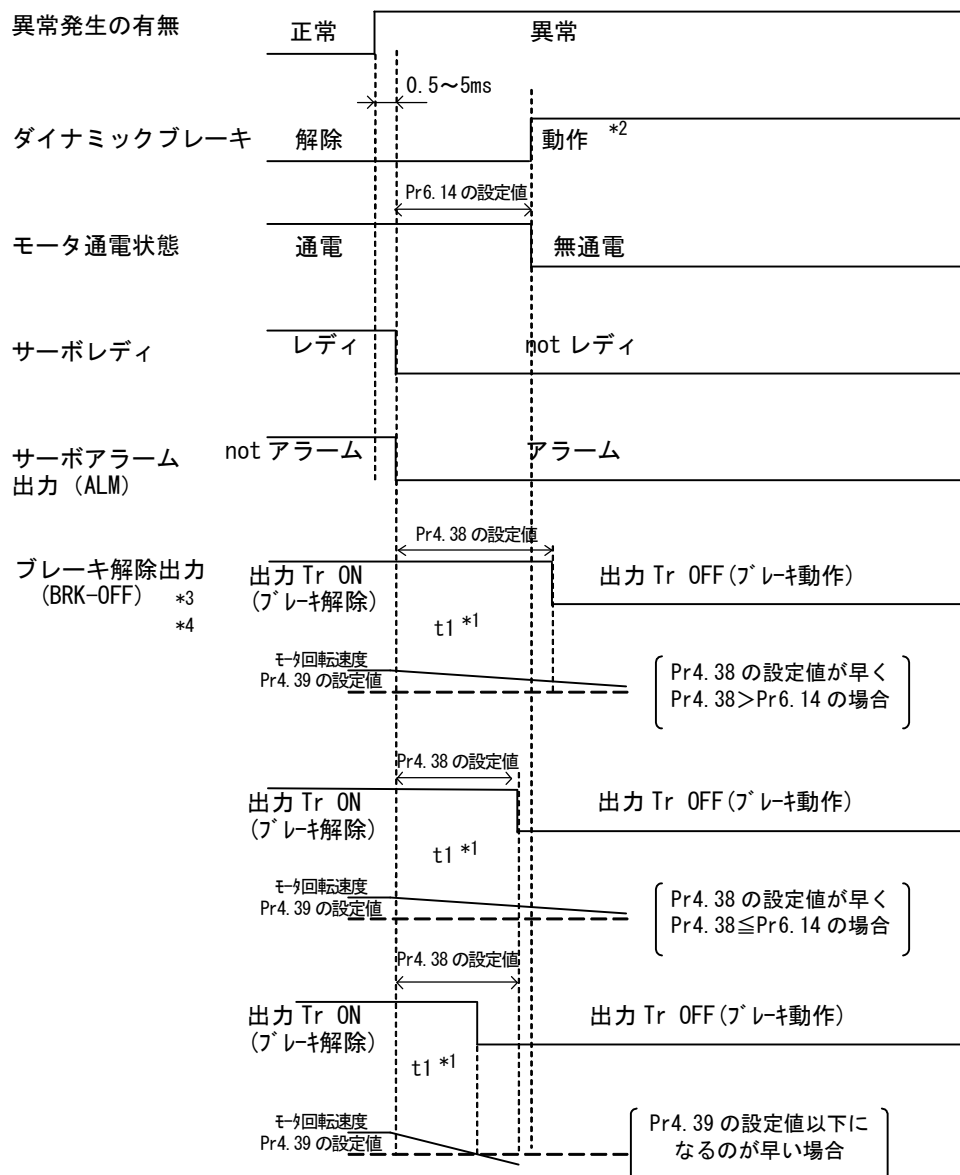 異常発生の有無
正常
異常
0.5～5ms
ダイナミックブレーキ
解除
動作 *2
Pr6.14 の設定値
モータ通電状態
通電
無通電
サーボレディ
レディ
not レディ
サーボアラーム
出力 (ALM)
not アラーム
アラーム
Pr4.38 の設定値
ブレーキ解除出力
(BRK-OFF) *3
*4
出力 Tr ON
(ﾌﾞﾚｰｷ解除)
出力 Tr OFF(ﾌﾞﾚｰｷ動作)
t1 *1
ﾓｰﾀ回転速度
Pr4.39 の設定値
Pr4.38 の設定値が早く
Pr4.38＞Pr6.14 の場合
Pr4.38 の設定値
出力 Tr ON
(ﾌﾞﾚｰｷ解除)
出力 Tr OFF(ﾌﾞﾚｰｷ動作)
t1 *1
ﾓｰﾀ回転速度
Pr4.39 の設定値
Pr4.38 の設定値が早く
Pr4.38≦Pr6.14 の場合
Pr4.38 の設定値
出力 Tr ON
(ﾌﾞﾚｰｷ解除)
出力 Tr OFF(ﾌﾞﾚｰｷ動作)
t1 *1
ﾓｰﾀ回転速度
Pr4.39 の設定値
Pr4.39 の設定値以下に
なるのが早い場合